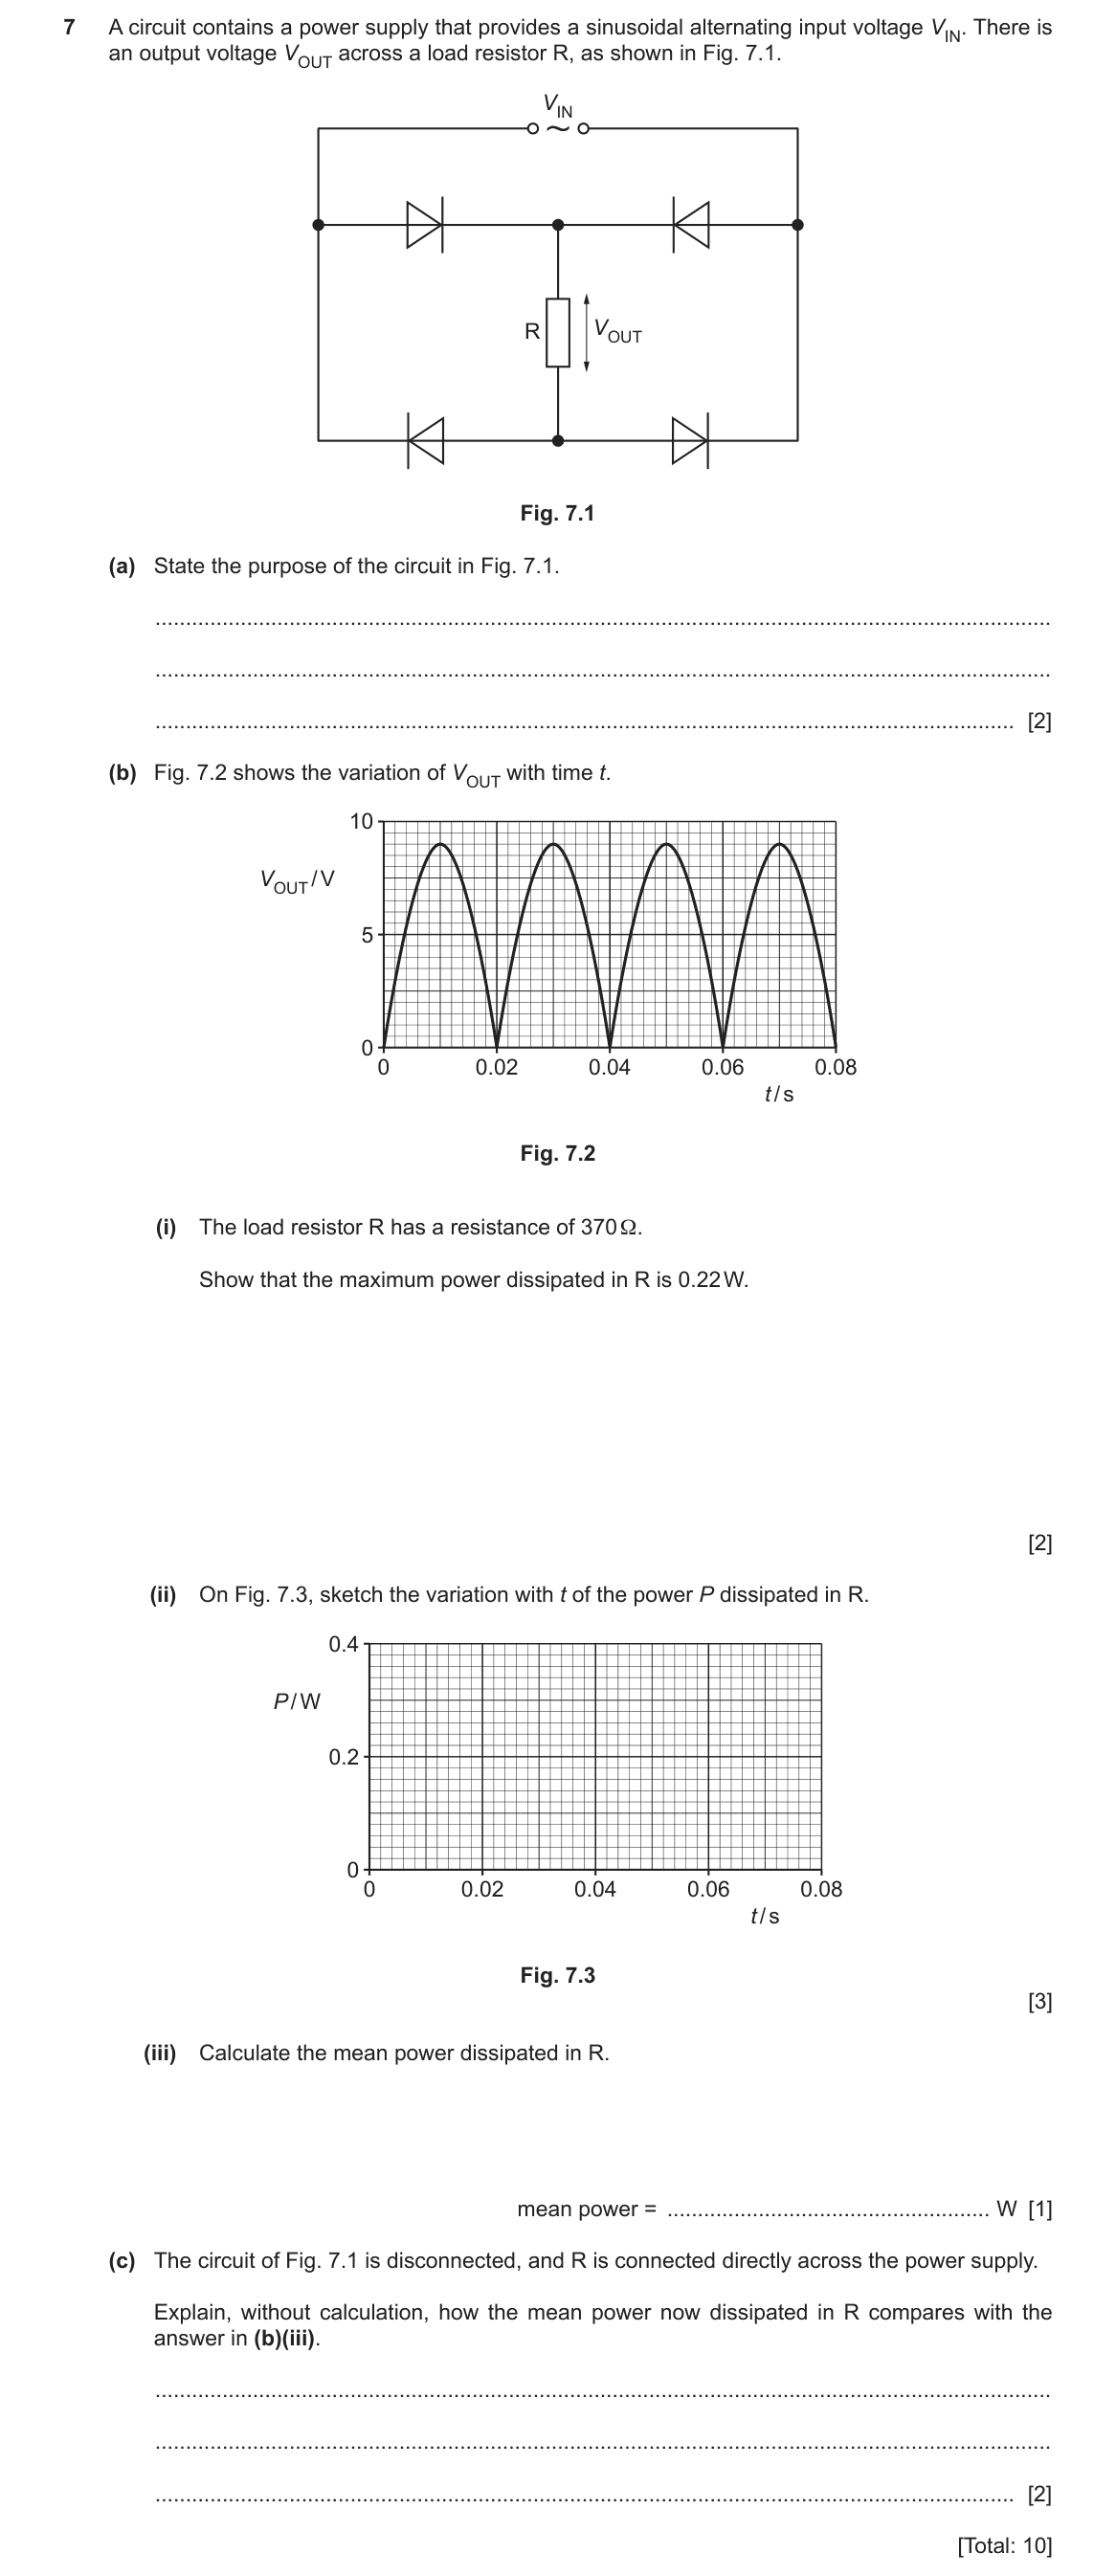 7 A circuit contains a power supply that provides a sinusoidal alternating input voltage V_IN. There is
an output voltage V_OUT across a load resistor R, as shown in Fig. 7.1.
V_IN
~
R
V_OUT
Fig. 7.1
(a) State the purpose of the circuit in Fig. 7.1.
..........................................................................................
..........................................................................................
.......................................................................................... [2]
(b) Fig. 7.2 shows the variation of V_OUT with time t.
10
V_OUT/V
5
0
0 0.02 0.04 0.06 0.08
t/s
Fig. 7.2
(i) The load resistor R has a resistance of 370Ω.
Show that the maximum power dissipated in R is 0.22W.
[2]
(ii) On Fig. 7.3, sketch the variation with t of the power P dissipated in R.
0.4
P/W
0.2
0
0 0.02 0.04 0.06 0.08
t/s
Fig. 7.3
[3]
(iii) Calculate the mean power dissipated in R.
mean power = .................................................... W [1]
(c) The circuit of Fig. 7.1 is disconnected, and R is connected directly across the power supply.
Explain, without calculation, how the mean power now dissipated in R compares with the
answer in (b)(iii).
..........................................................................................
..........................................................................................
.......................................................................................... [2]
[Total: 10]